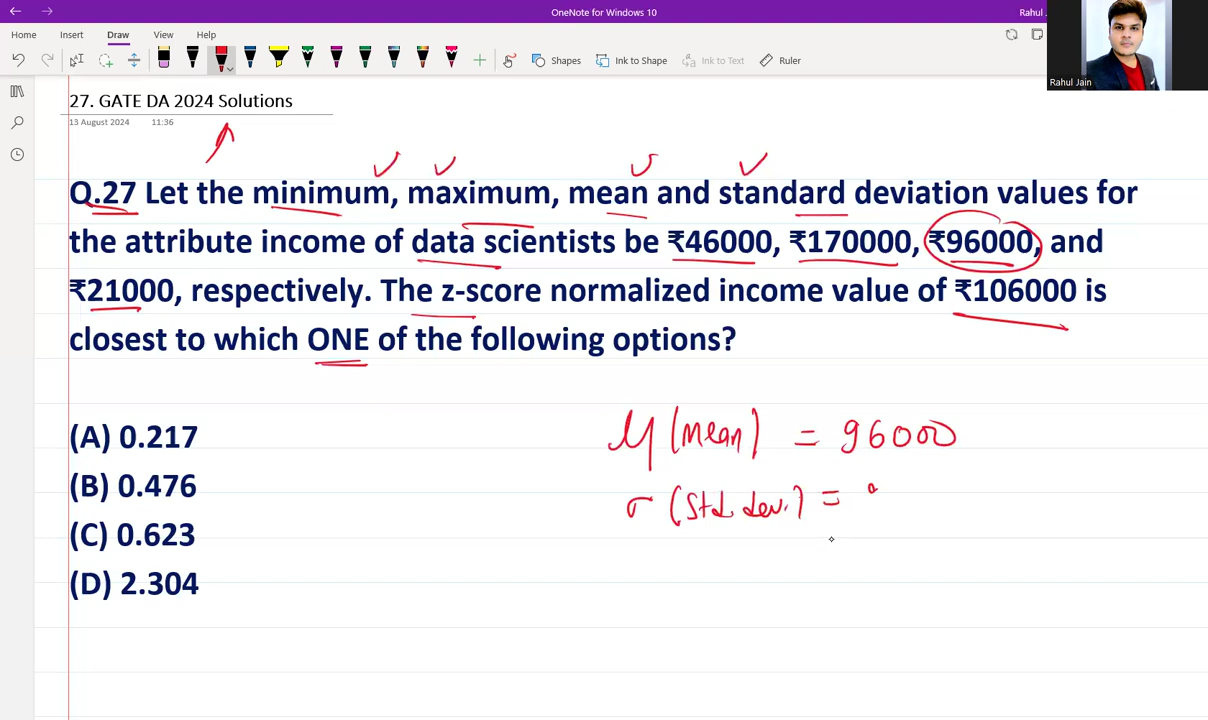 OneNote for Windows 10
Rahul J
Home Insert Draw View Help
Shapes Ink to Shape Ink to Text Ruler
Rahul Jain
27. GATE DA 2024 Solutions
13 August 2024 11:36
Q.27 Let the minimum, maximum, mean and standard deviation values for
the attribute income of data scientists be ₹46000, ₹170000, ₹96000, and
₹21000, respectively. The z-score normalized income value of ₹106000 is
closest to which ONE of the following options?
(A) 0.217
(B) 0.476
(C) 0.623
(D) 2.304
μ (Mean) = 96000
σ (Std. dev.) =